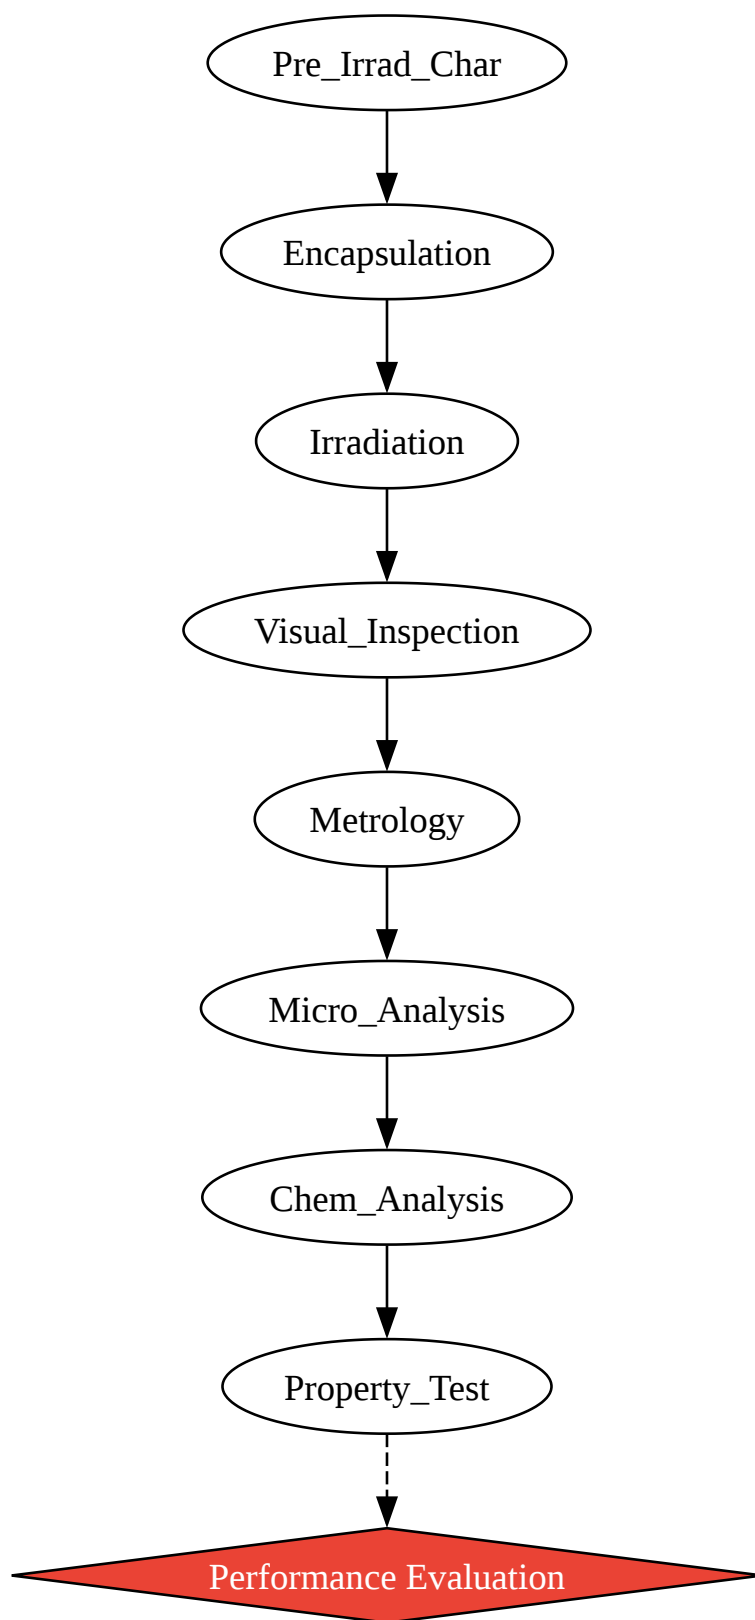 Pre_Irrad_Char
Encapsulation
Irradiation
Visual_Inspection
Metrology
Micro_Analysis
Chem_Analysis
Property_Test
Performance Evaluation